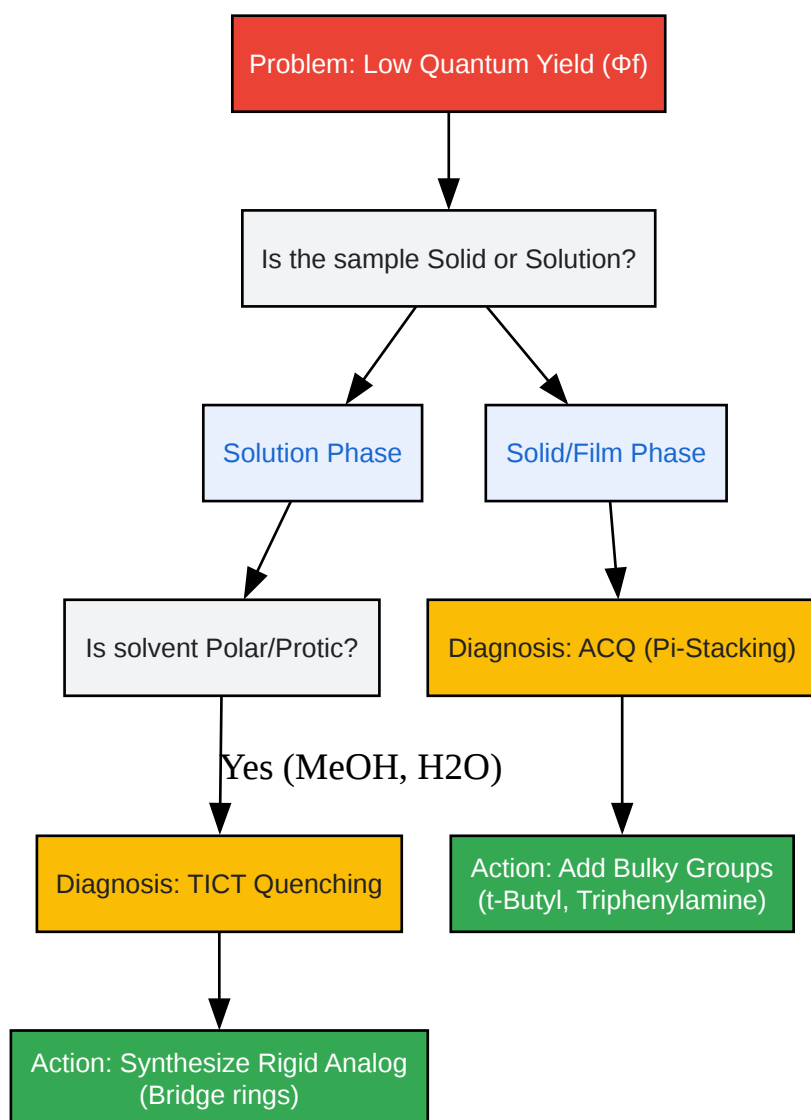 Problem: Low Quantum Yield (Φf)
Is the sample Solid or Solution?
Solution Phase
Solid/Film Phase
Is solvent Polar/Protic?
Diagnosis: ACQ (Pi-Stacking)
Yes (MeOH, H2O)
Diagnosis: TICT Quenching
Action: Add Bulky Groups
(t-Butyl, Triphenylamine)
Action: Synthesize Rigid Analog
(Bridge rings)